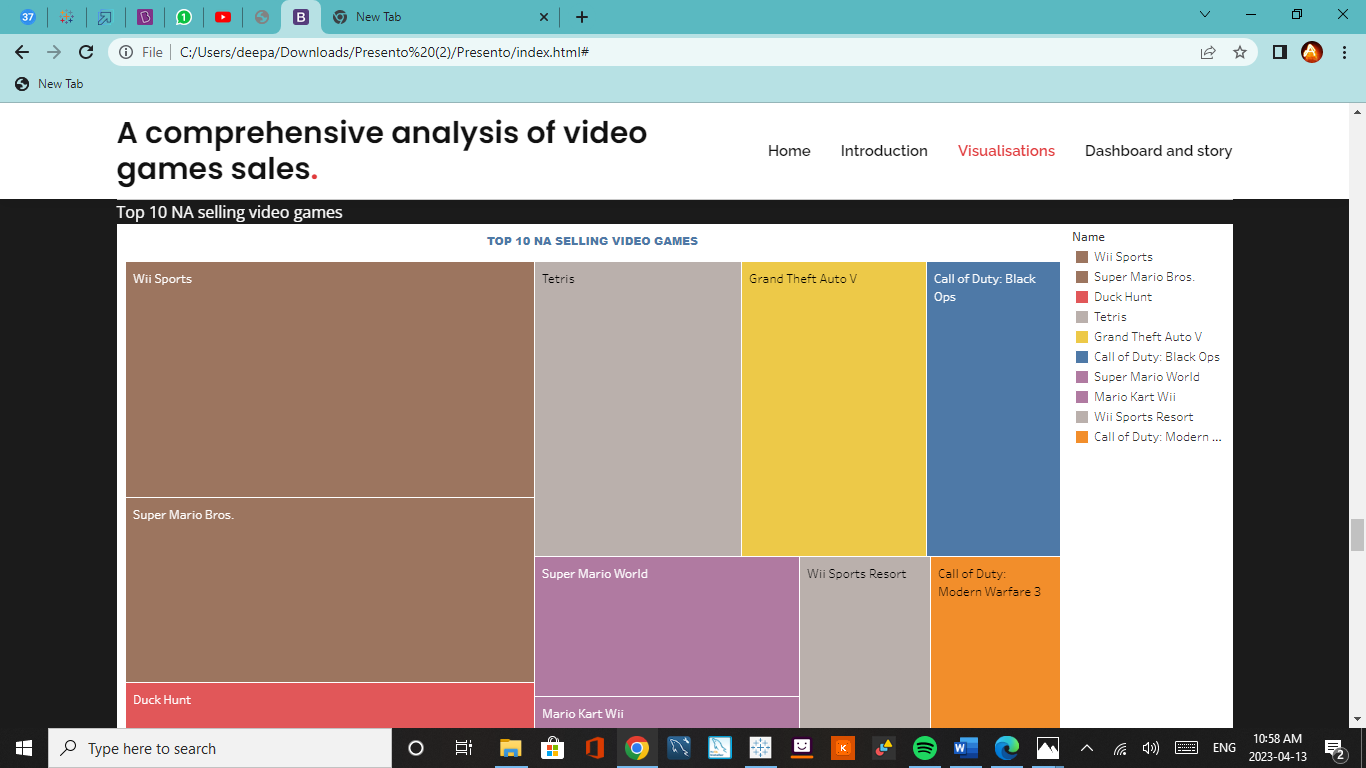 37
1
B
New Tab
File
C:/Users/deepa/Downloads/Presento%20(2)/Presento/index.html#
New Tab
A comprehensive analysis of video
games sales.
Home
Introduction
Visualisations
Dashboard and story
Top 10 NA selling video games
TOP 10 NA SELLING VIDEO GAMES
Wii Sports
Tetris
Grand Theft Auto V
Call of Duty: Black
Ops
Super Mario Bros.
Super Mario World
Wii Sports Resort
Call of Duty:
Modern Warfare 3
Duck Hunt
Mario Kart Wii
Name
Wii Sports
Super Mario Bros.
Duck Hunt
Tetris
Grand Theft Auto V
Call of Duty: Black Ops
Super Mario World
Mario Kart Wii
Wii Sports Resort
Call of Duty: Modern ...
Type here to search
W
ENG
10:58 AM
2023-04-13
2